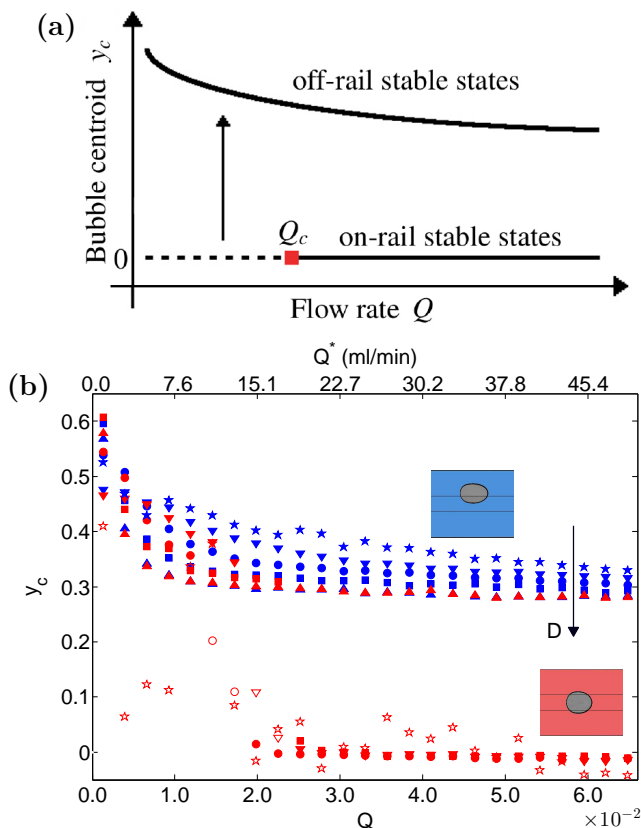 (a)
Bubble centroid y_c
off-rail stable states
Q_c
on-rail stable states
0
Flow rate Q
(b)
Q* (ml/min)
0.0 7.6 15.1 22.7 30.2 37.8 45.4
0.6
0.5
0.4
0.3
0.2
0.1
0
y_c
D
0.0 1.0 2.0 3.0 4.0 5.0 6.0
Q ×10⁻²